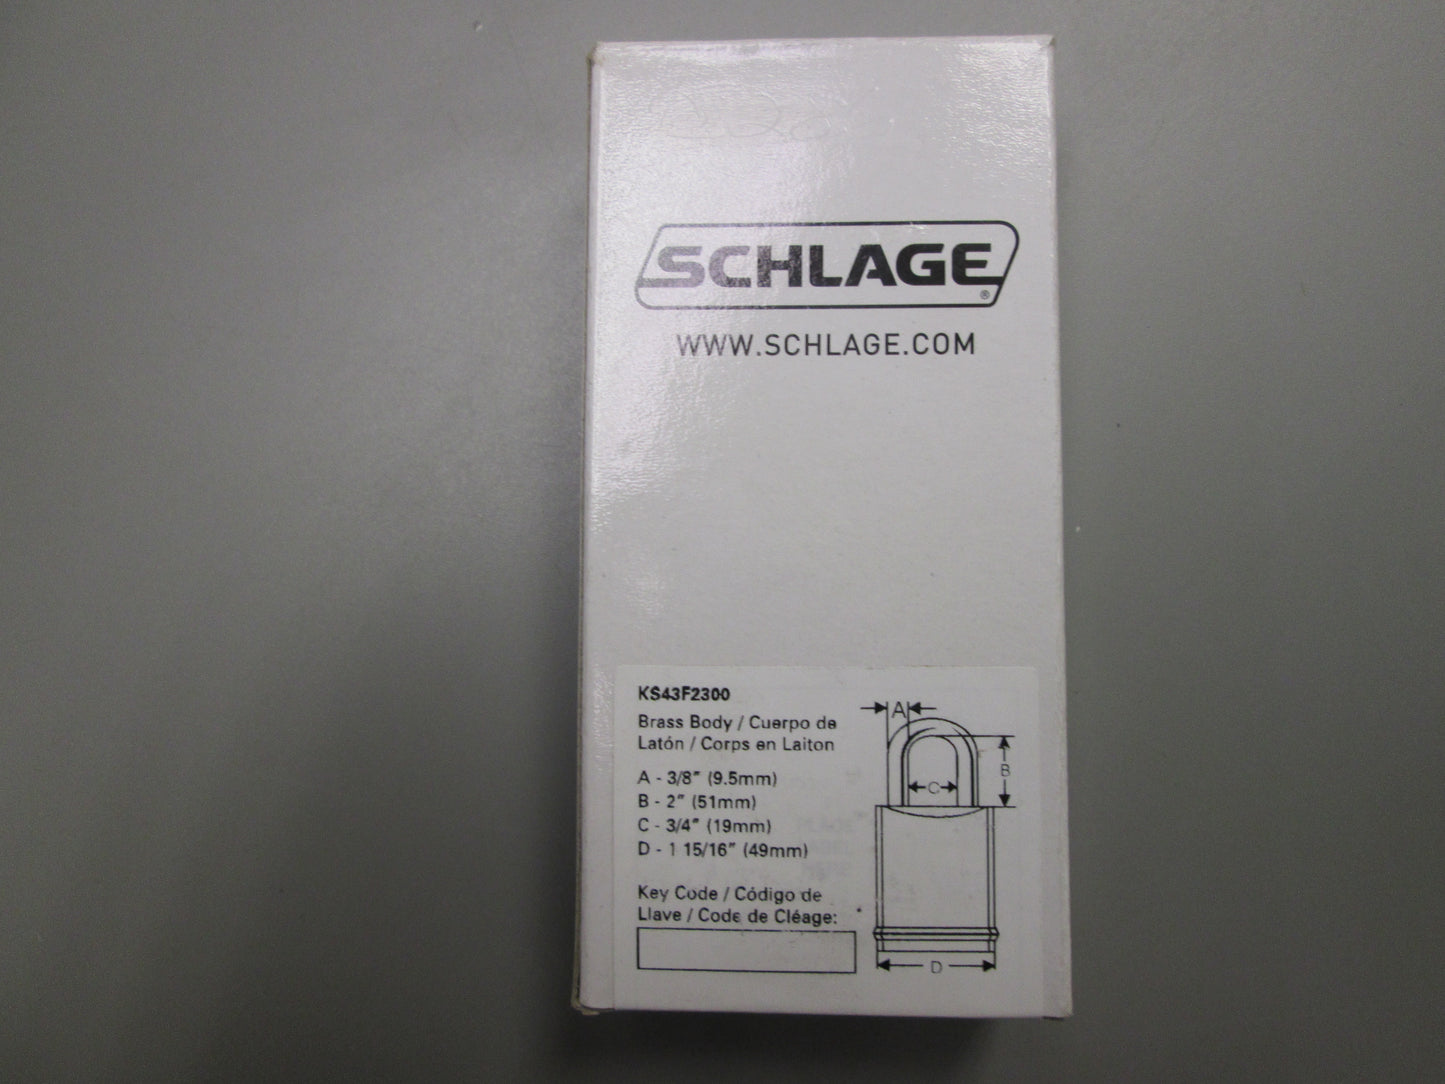 SCHLAGE®
WWW.SCHLAGE.COM
KS43F2300
Brass Body / Cuerpo de
Latón / Corps en Laiton
A - 3/8" (9.5mm)
B - 2" (51mm)
C - 3/4" (19mm)
D - 1 15/16" (49mm)
Key Code / Código de
Llave / Code de Cléage:
A
B
C
D